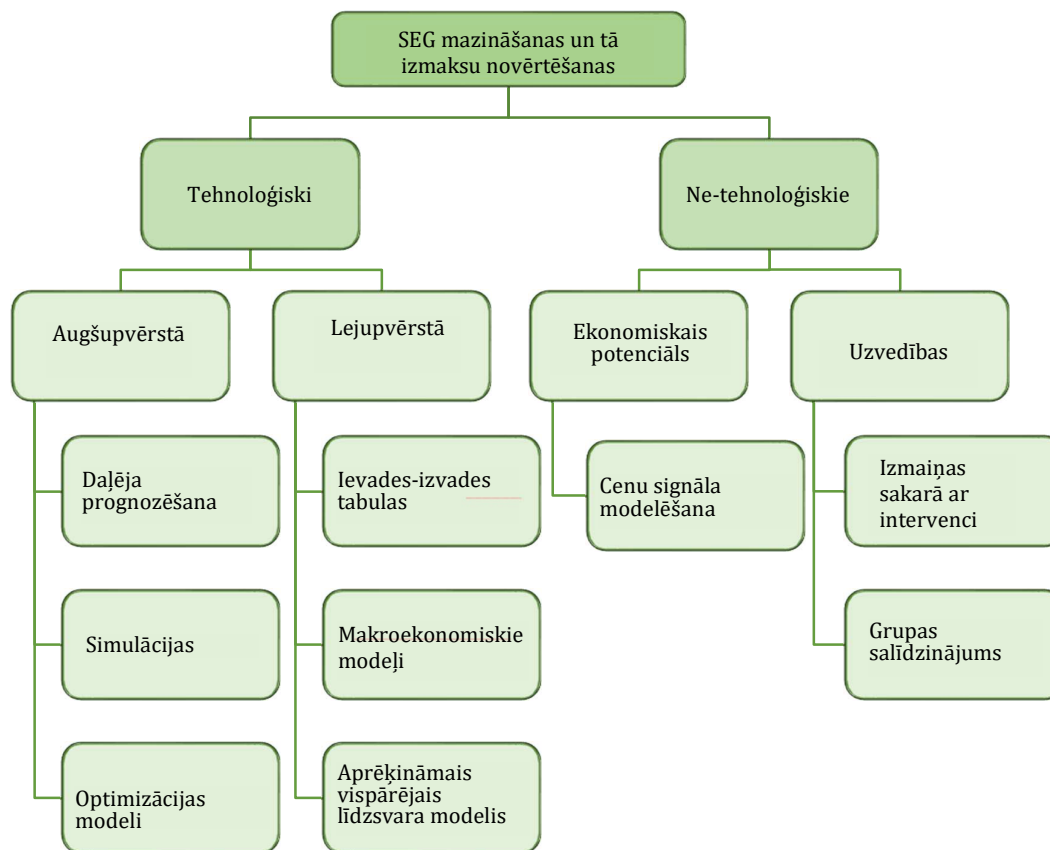 SEG mazināšanas un tā
izmaksu novērtēšanas
Tehnoloģiski
Ne-tehnoloģiskie
Augšupvērstā
Lejupvērstā
Ekonomiskais
potenciāls
Uzvedības
Daļēja
prognozēšana
Ievades-izvades
tabulas
Cenu signāla
modelēšana
Izmaiņas
sakarā ar
intervenci
Simulācijas
Makroekonomiskie
modeļi
Grupas
salīdzinājums
Optimizācijas
modeli
Aprēķināmais
vispārējais
līdzsvara modelis